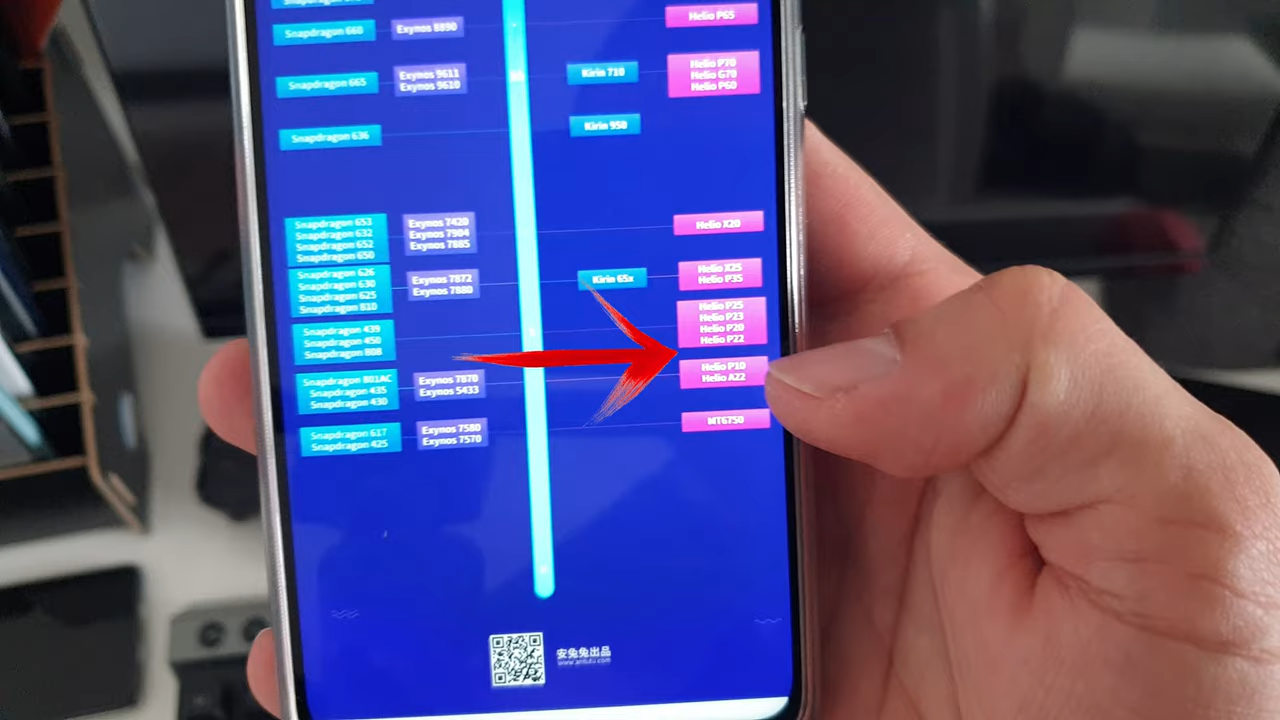 Helio P65
Snapdragon 660
Exynos 8890
Snapdragon 665
Exynos 9611
Exynos 9610
Kirin 710
Helio P70
Helio G70
Helio P60
Snapdragon 636
Kirin 950
Snapdragon 653
Snapdragon 632
Snapdragon 652
Snapdragon 650
Exynos 7420
Exynos 7904
Exynos 7885
Helio X20
Snapdragon 626
Snapdragon 630
Snapdragon 625
Snapdragon 810
Exynos 7872
Exynos 7880
Kirin 65x
Helio X25
Helio P35
Snapdragon 439
Snapdragon 450
Snapdragon 808
Helio P25
Helio P23
Helio P20
Helio P22
Snapdragon 801AC
Snapdragon 435
Snapdragon 430
Exynos 7870
Exynos 5433
Helio P10
Helio A22
Snapdragon 617
Snapdragon 425
Exynos 7580
Exynos 7570
MT6750
安兔兔出品
www.antutu.com